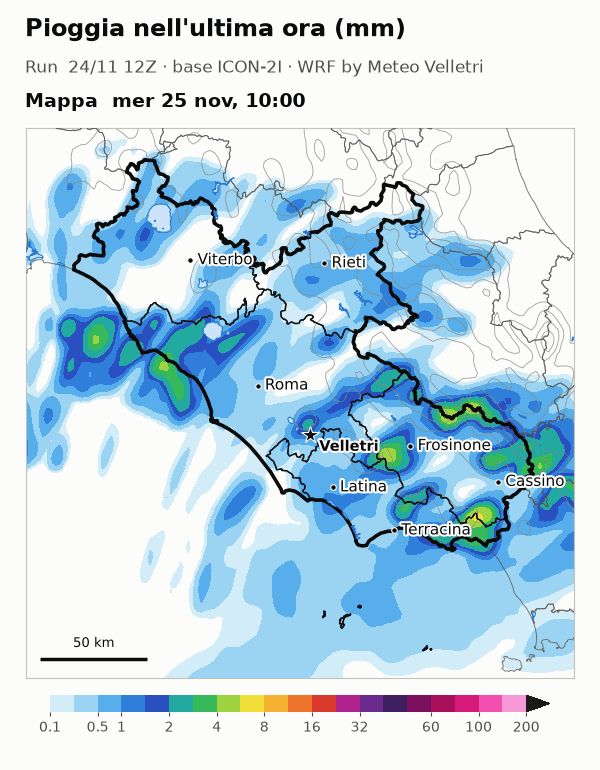 Pioggia nell'ultima ora (mm)
Run  24/11 12Z · base ICON-2I · WRF by Meteo Velletri
Mappa  mer 25 nov, 10:00
Viterbo
Rieti
Roma
Velletri
Frosinone
Latina
Cassino
Terracina
50 km
0.1 0.5 1 2 4 8 16 32 60 100 200